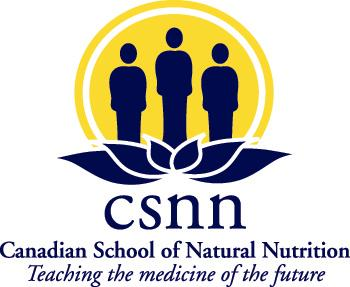 csnn
Canadian School of Natural Nutrition
Teaching the medicine of the future